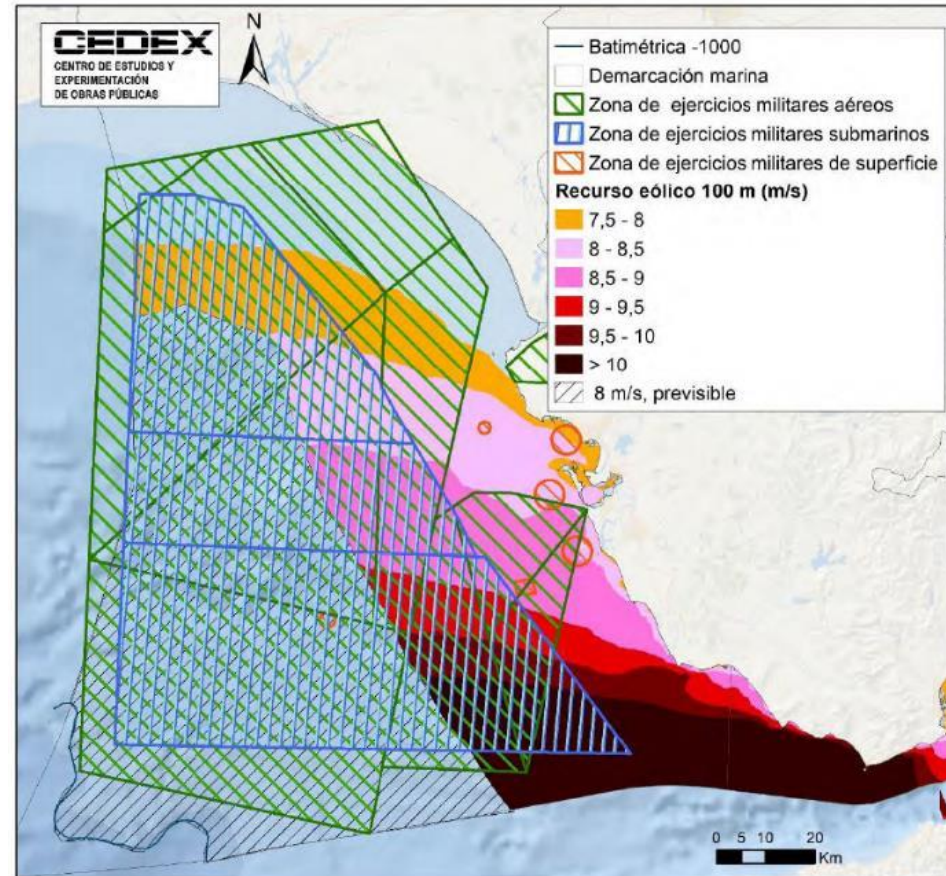 CEDEX
CENTRO DE ESTUDIOS Y
EXPERIMENTACIÓN
DE OBRAS PÚBLICAS
N
Batimétrica -1000
Demarcación marina
Zona de ejercicios militares aéreos
Zona de ejercicios militares submarinos
Zona de ejercicios militares de superficie
Recurso eólico 100 m (m/s)
7,5 - 8
8 - 8,5
8,5 - 9
9 - 9,5
9,5 - 10
> 10
8 m/s, previsible
0 5 10 20
Km